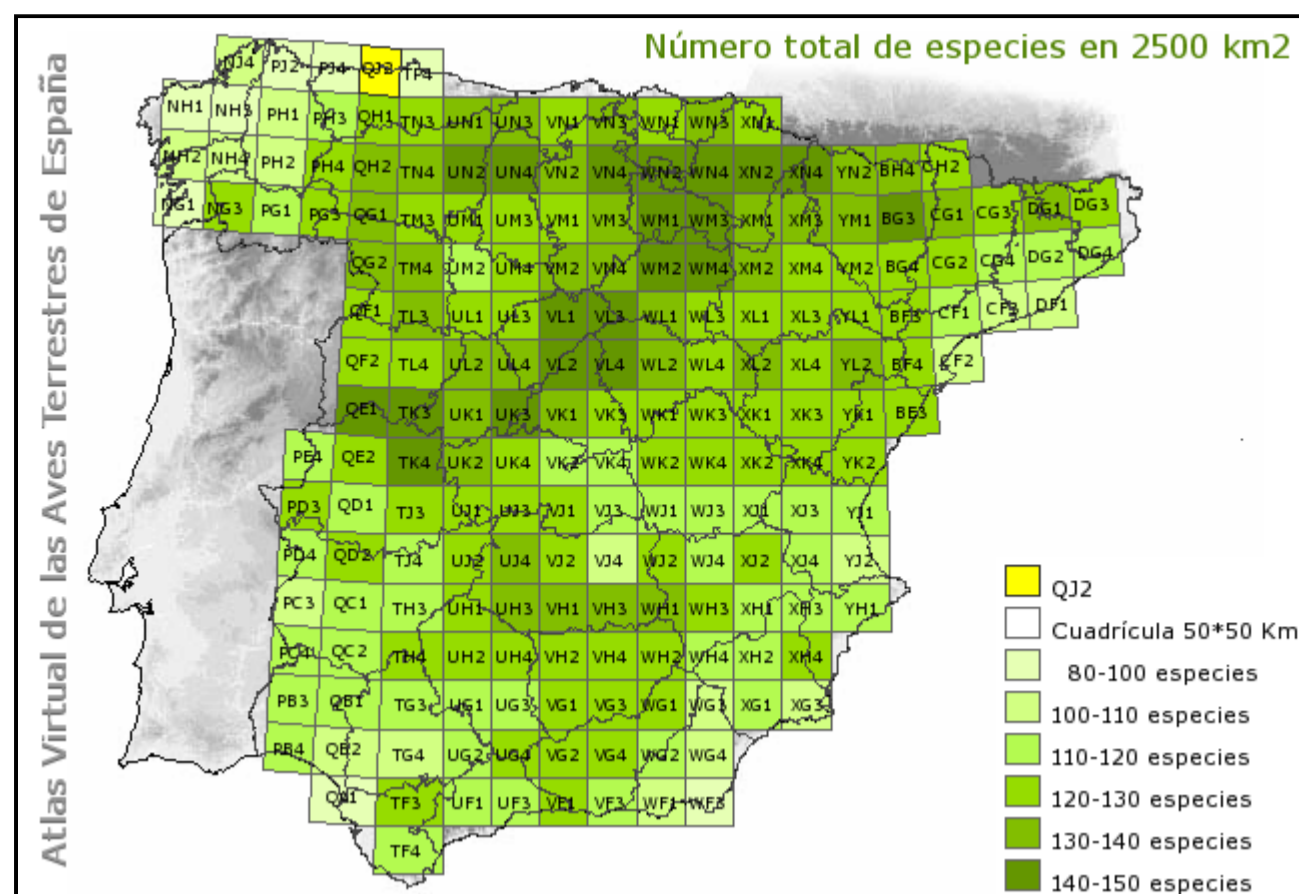 Atlas Virtual de las Aves Terrestres de España
Número total de especies en 2500 km2
NJ4 PJ2 PJ4 QJ2 TP4
NH1 NH3 PH1 PH3 QH1 TN3 UN1 UN3 VN1 VN3 WN1 WN3 XN1
NH2 NH4 PH2 PH4 QH2 TN4 UN2 UN4 VN2 VN4 WN2 WN4 XN2 XN4 YN2 BH4 CH2
NG1 NG3 PG1 PG3 QG1 TM3 UM1 UM3 VM1 VM3 WM1 WM3 XM1 XM3 YM1 BG3 CG1 CG3 DG1 DG3
QG2 TM4 UM2 UM4 VM2 VM4 WM2 WM4 XM2 XM4 YM2 BG4 CG2 CG4 DG2 DG4
QF1 TL3 UL1 UL3 VL1 VL3 WL1 WL3 XL1 XL3 YL1 BF3 CF1 CF3 DF1
QF2 TL4 UL2 UL4 VL2 VL4 WL2 WL4 XL2 XL4 YL2 BF4 CF2
QE1 TK3 UK1 UK3 VK1 VK3 WK1 WK3 XK1 XK3 YK1 BE3
PE4 QE2 TK4 UK2 UK4 VK2 VK4 WK2 WK4 XK2 XK4 YK2
PD3 QD1 TJ3 UJ1 UJ3 VJ1 VJ3 WJ1 WJ3 XJ1 XJ3 YJ1
PD4 QD2 TJ4 UJ2 UJ4 VJ2 VJ4 WJ2 WJ4 XJ2 XJ4 YJ2
PC3 QC1 TH3 UH1 UH3 VH1 VH3 WH1 WH3 XH1 XH3 YH1
PC4 QC2 TH4 UH2 UH4 VH2 VH4 WH2 WH4 XH2 XH4
PB3 QB1 TG3 UG1 UG3 VG1 VG3 WG1 WG3 XG1 XG3
PB4 QB2 TG4 UG2 UG4 VG2 VG4 WG2 WG4
QA1 TF3 UF1 UF3 VF1 VF3 WF1 WF3
TF4
QJ2
Cuadrícula 50*50 Km
80-100 especies
100-110 especies
110-120 especies
120-130 especies
130-140 especies
140-150 especies